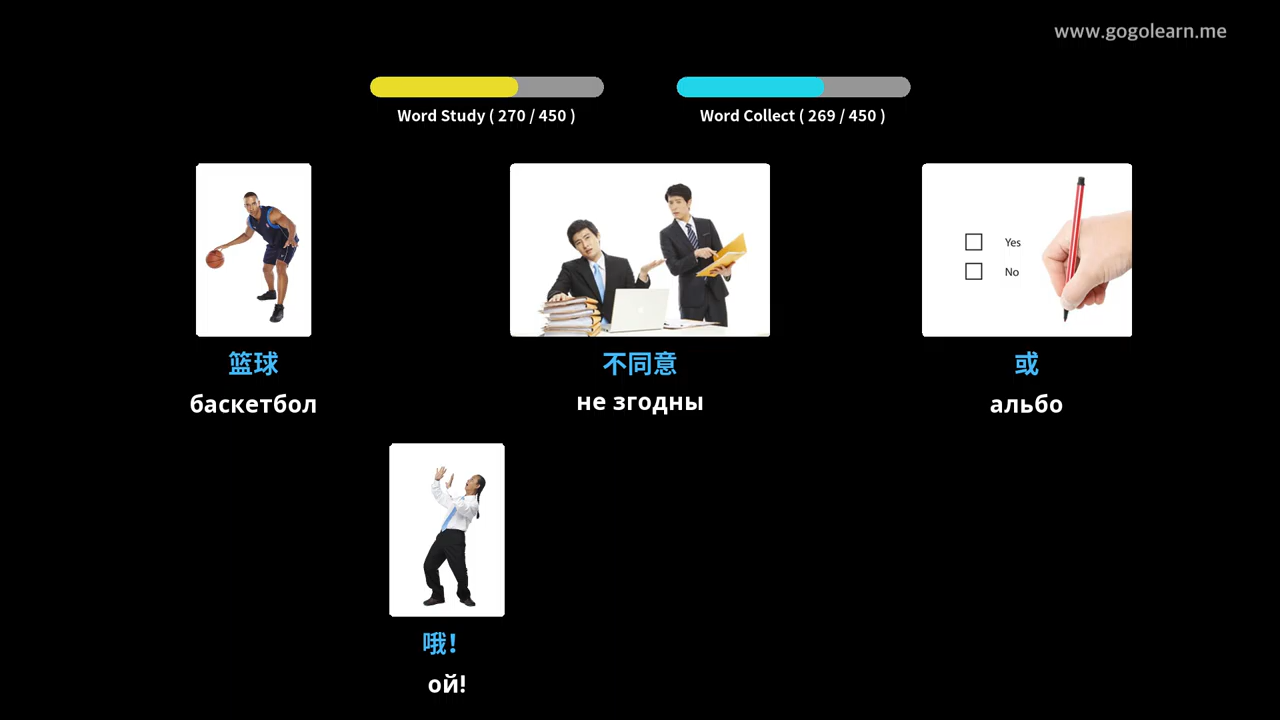 www.gogolearn.me
Word Study ( 270 / 450 )
Word Collect ( 269 / 450 )
Yes
No
篮球
不同意
或
баскетбол
не згодны
альбо
哦!
ой!